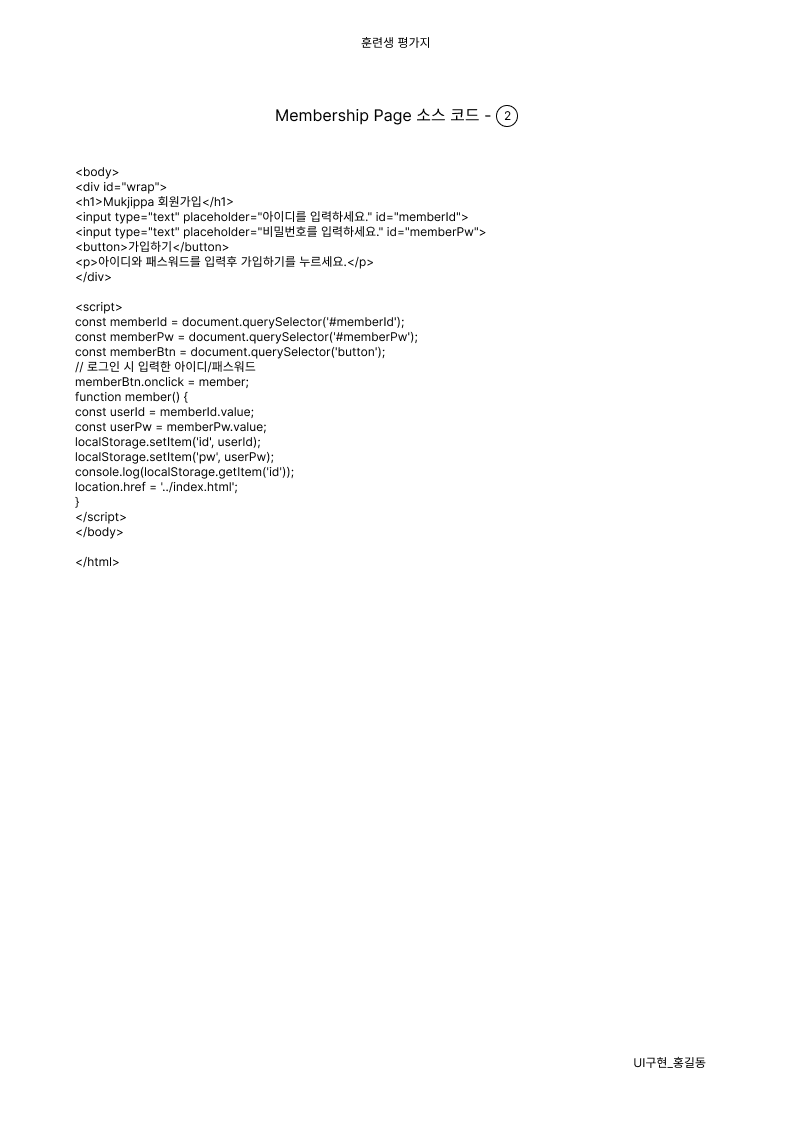 훈련생 평가지
Membership Page 소스 코드 - ②
<body>
<div id="wrap">
<h1>Mukjippa 회원가입</h1>
<input type="text" placeholder="아이디를 입력하세요." id="memberId">
<input type="text" placeholder="비밀번호를 입력하세요." id="memberPw">
<button>가입하기</button>
<p>아이디와 패스워드를 입력후 가입하기를 누르세요.</p>
</div>
<script>
const memberId = document.querySelector('#memberId');
const memberPw = document.querySelector('#memberPw');
const memberBtn = document.querySelector('button');
// 로그인 시 입력한 아이디/패스워드
memberBtn.onclick = member;
function member() {
const userId = memberId.value;
const userPw = memberPw.value;
localStorage.setItem('id', userId);
localStorage.setItem('pw', userPw);
console.log(localStorage.getItem('id'));
location.href = '../index.html';
}
</script>
</body>
</html>
UI구현_홍길동